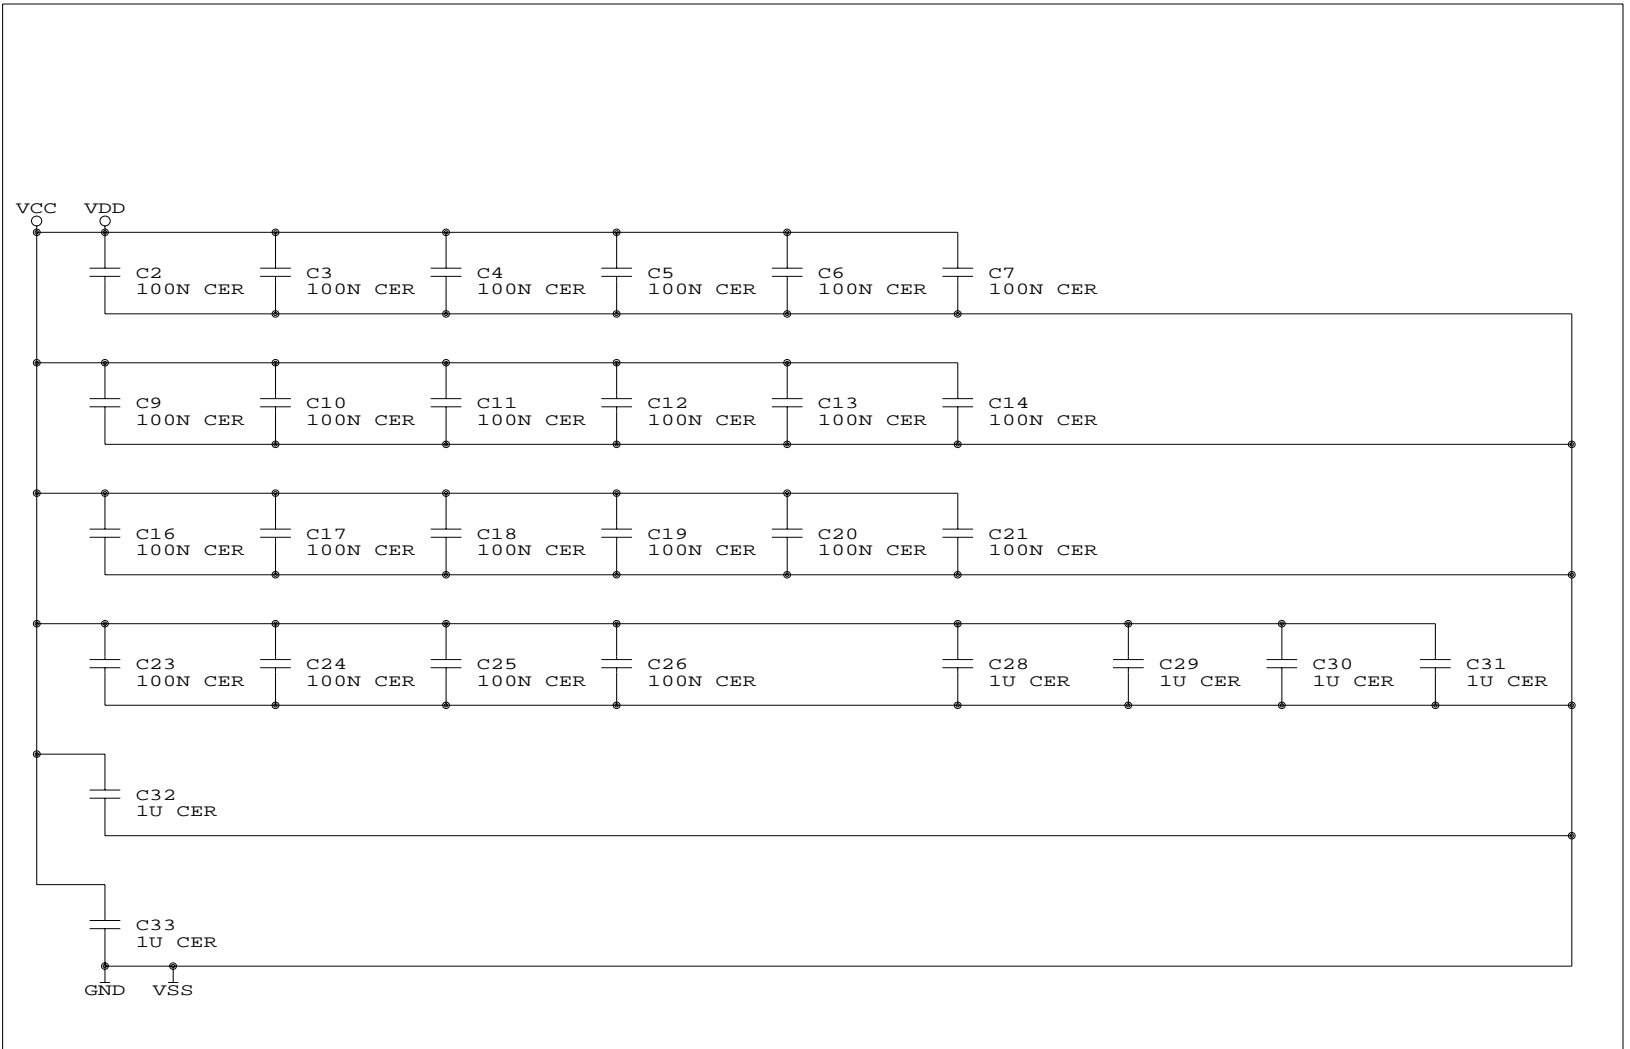 VCC VDD
C2 C3 C4 C5 C6 C7
100N CER 100N CER 100N CER 100N CER 100N CER 100N CER
C9 C10 C11 C12 C13 C14
100N CER 100N CER 100N CER 100N CER 100N CER 100N CER
C16 C17 C18 C19 C20 C21
100N CER 100N CER 100N CER 100N CER 100N CER 100N CER
C23 C24 C25 C26 C28 C29 C30 C31
100N CER 100N CER 100N CER 100N CER 1U CER 1U CER 1U CER 1U CER
C32
1U CER
C33
1U CER
GND VSS